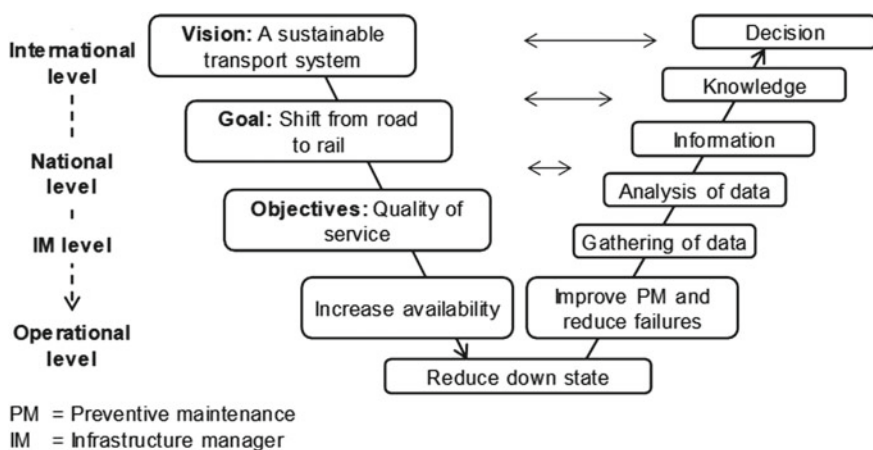 International
level
National
level
IM level
Operational
level
Vision: A sustainable
transport system
Goal: Shift from road
to rail
Objectives: Quality of
service
Increase availability
Reduce down state
Improve PM and
reduce failures
Gathering of data
Analysis of data
Information
Knowledge
Decision
PM = Preventive maintenance
IM = Infrastructure manager